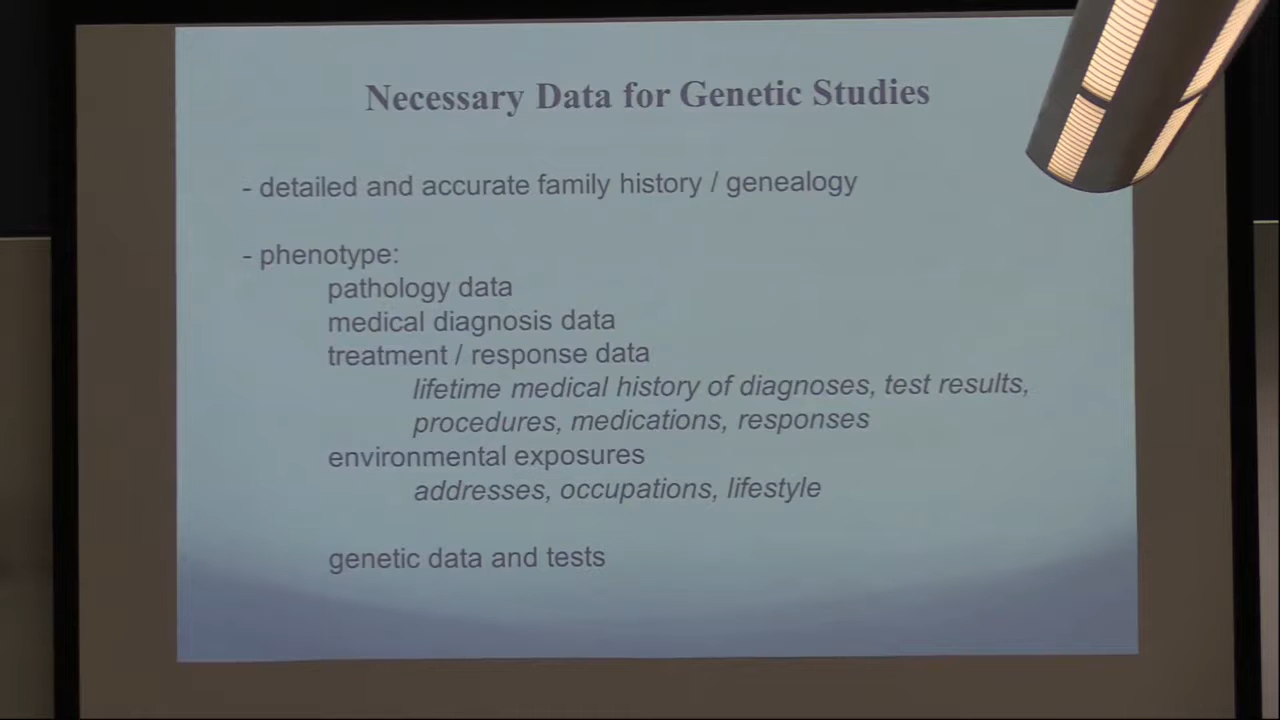 Necessary Data for Genetic Studies
- detailed and accurate family history / genealogy
- phenotype:
pathology data
medical diagnosis data
treatment / response data
lifetime medical history of diagnoses, test results,
procedures, medications, responses
environmental exposures
addresses, occupations, lifestyle
genetic data and tests